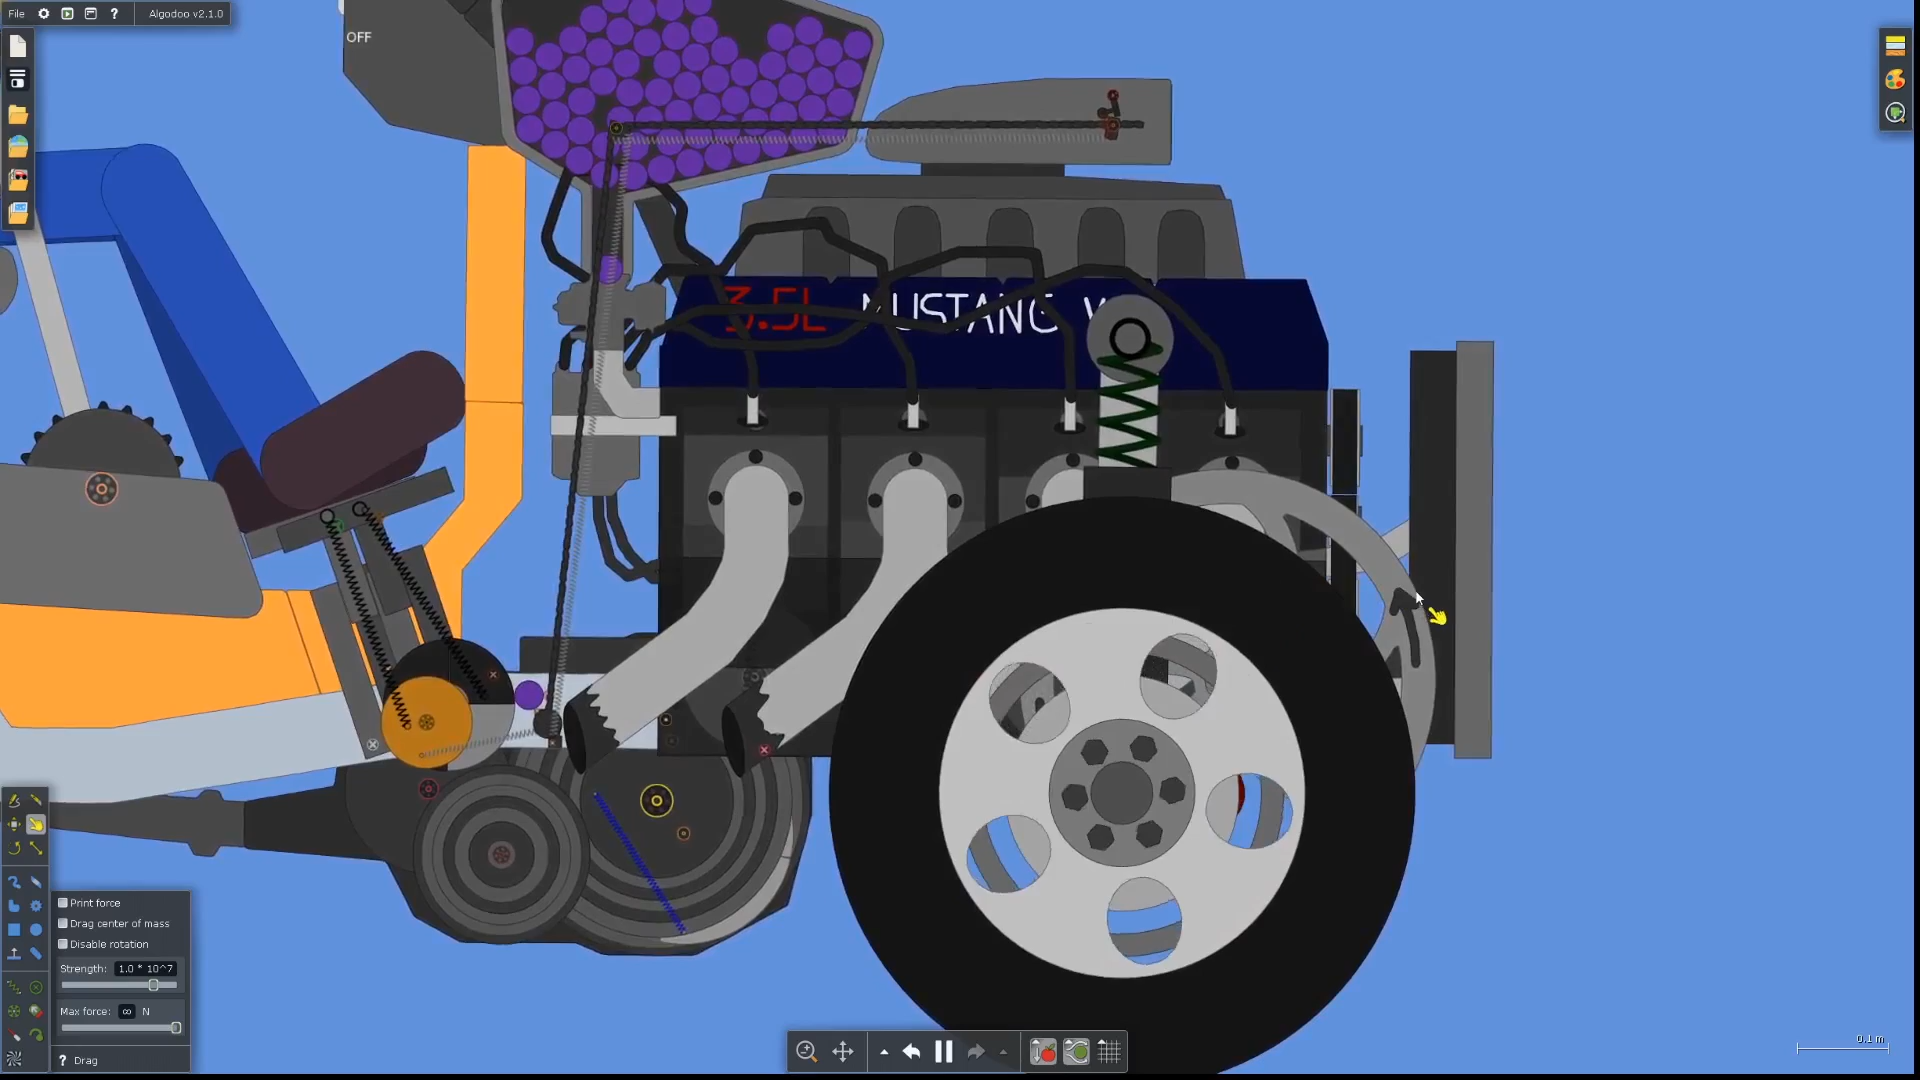 File ? Algodoo v2.1.0
OFF
3.5L MUSTANG V
Print force
Drag center of mass
Disable rotation
Strength: 1.0 * 10^7
Max force: ∞ N
? Drag
0.1 m